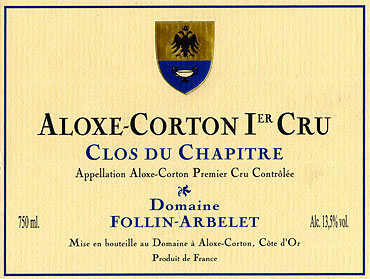 ALOXE-CORTON IER CRU
CLOS DU CHAPITRE
Appellation Aloxe-Corton Premier Cru Contrôlée
Domaine
750 ml. FOLLIN-ARBELET Alc. 13,5% vol.
Mise en bouteille au Domaine à Aloxe-Corton, Côte d'Or
Produit de France